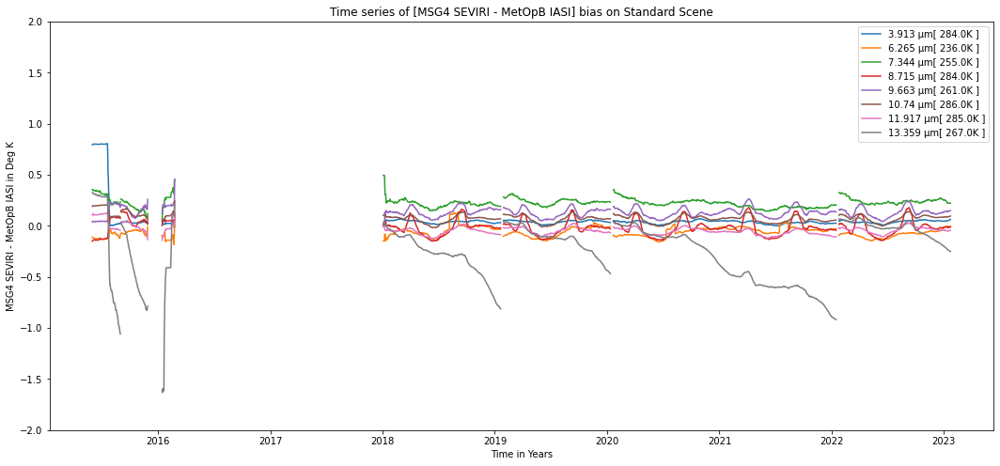 Time series of [MSG4 SEVIRI - MetOpB IASI] bias on Standard Scene
MSG4 SEVIRI - MetOpB IASI in Deg K
2.0
1.5
1.0
0.5
0.0
−0.5
−1.0
−1.5
−2.0
3.913 μm[ 284.0K ]
6.265 μm[ 236.0K ]
7.344 μm[ 255.0K ]
8.715 μm[ 284.0K ]
9.663 μm[ 261.0K ]
10.74 μm[ 286.0K ]
11.917 μm[ 285.0K ]
13.359 μm[ 267.0K ]
2016 2017 2018 2019 2020 2021 2022 2023
Time in Years